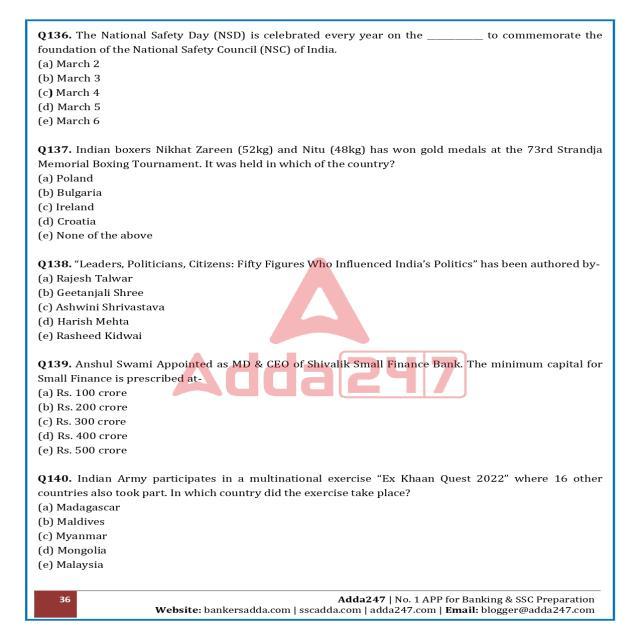 Q136. The National Safety Day (NSD) is celebrated every year on the __________ to commemorate the
foundation of the National Safety Council (NSC) of India.
(a) March 2
(b) March 3
(c) March 4
(d) March 5
(e) March 6
Q137. Indian boxers Nikhat Zareen (52kg) and Nitu (48kg) has won gold medals at the 73rd Strandja
Memorial Boxing Tournament. It was held in which of the country?
(a) Poland
(b) Bulgaria
(c) Ireland
(d) Croatia
(e) None of the above
Q138. “Leaders, Politicians, Citizens: Fifty Figures Who Influenced India’s Politics” has been authored by-
(a) Rajesh Talwar
(b) Geetanjali Shree
(c) Ashwini Shrivastava
(d) Harish Mehta
(e) Rasheed Kidwai
Q139. Anshul Swami Appointed as MD & CEO of Shivalik Small Finance Bank. The minimum capital for
Small Finance is prescribed at-
Adda247
(a) Rs. 100 crore
(b) Rs. 200 crore
(c) Rs. 300 crore
(d) Rs. 400 crore
(e) Rs. 500 crore
Q140. Indian Army participates in a multinational exercise “Ex Khaan Quest 2022” where 16 other
countries also took part. In which country did the exercise take place?
(a) Madagascar
(b) Maldives
(c) Myanmar
(d) Mongolia
(e) Malaysia
36
Adda247 | No. 1 APP for Banking & SSC Preparation
Website: bankersadda.com | sscadda.com | adda247.com | Email: blogger@adda247.com